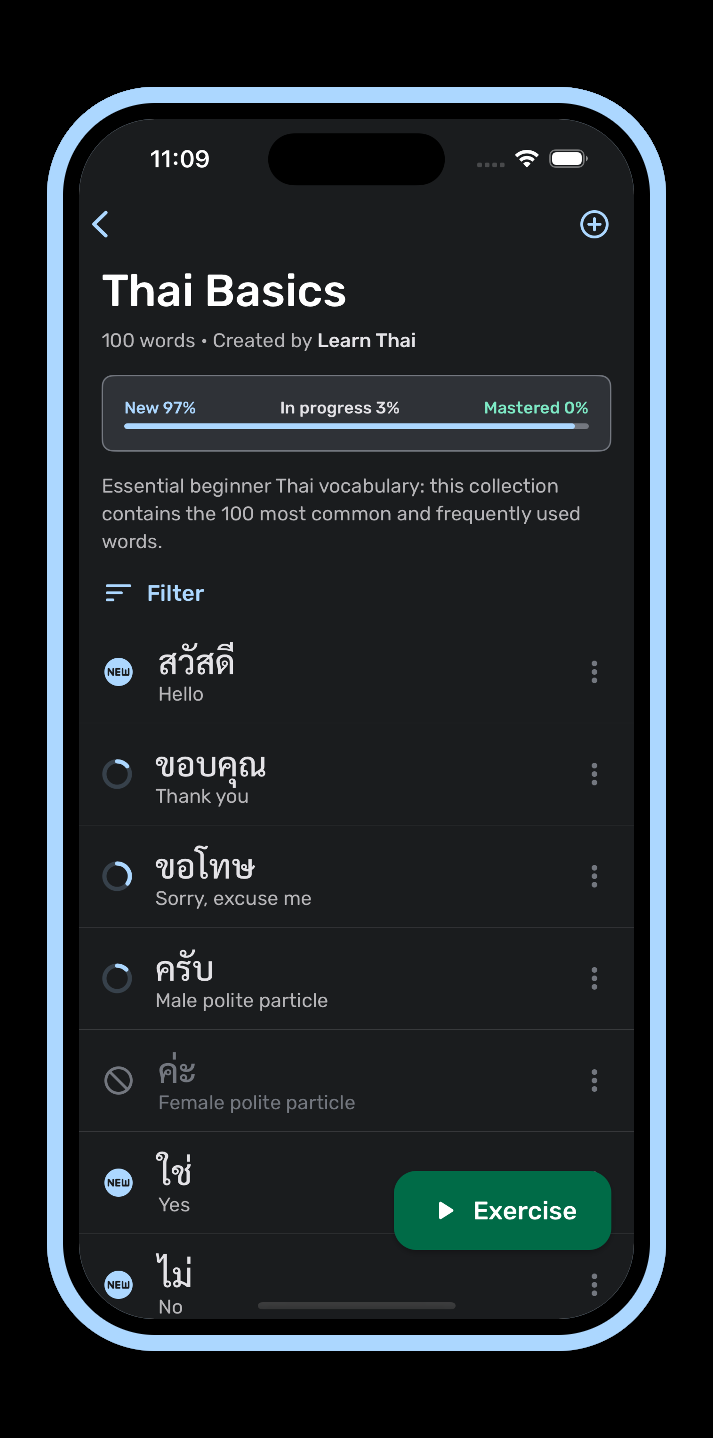 11:09
Thai Basics
100 words • Created by Learn Thai
New 97% In progress 3% Mastered 0%
Essential beginner Thai vocabulary: this collection
contains the 100 most common and frequently used
words.
Filter
NEW สวัสดี
Hello
ขอบคุณ
Thank you
ขอโทษ
Sorry, excuse me
ครับ
Male polite particle
ค่ะ
Female polite particle
NEW ใช่
Yes
Exercise
NEW ไม่
No